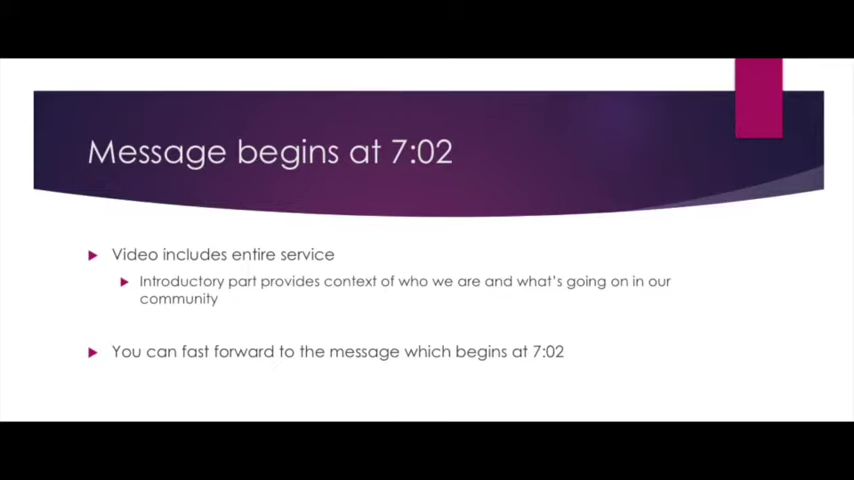 Message begins at 7:02
Video includes entire service
Introductory part provides context of who we are and what's going on in our
community
You can fast forward to the message which begins at 7:02